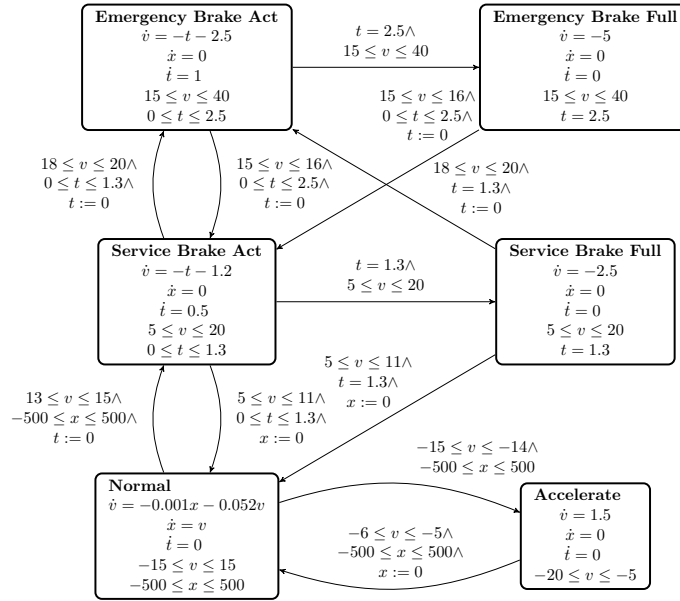 Emergency Brake Act
v̇ = −t − 2.5
ẋ = 0
ṫ = 1
15 ≤ v ≤ 40
0 ≤ t ≤ 2.5
t = 2.5∧
15 ≤ v ≤ 40
Emergency Brake Full
v̇ = −5
ẋ = 0
ṫ = 0
15 ≤ v ≤ 40
t = 2.5
15 ≤ v ≤ 16∧
0 ≤ t ≤ 2.5∧
t := 0
18 ≤ v ≤ 20∧
0 ≤ t ≤ 1.3∧
t := 0
15 ≤ v ≤ 16∧
0 ≤ t ≤ 2.5∧
t := 0
18 ≤ v ≤ 20∧
t = 1.3∧
t := 0
Service Brake Act
v̇ = −t − 1.2
ẋ = 0
ṫ = 0.5
5 ≤ v ≤ 20
0 ≤ t ≤ 1.3
t = 1.3∧
5 ≤ v ≤ 20
Service Brake Full
v̇ = −2.5
ẋ = 0
ṫ = 0
5 ≤ v ≤ 20
t = 1.3
13 ≤ v ≤ 15∧
−500 ≤ x ≤ 500∧
t := 0
5 ≤ v ≤ 11∧
0 ≤ t ≤ 1.3∧
x := 0
5 ≤ v ≤ 11∧
t = 1.3∧
x := 0
Normal
v̇ = −0.001x − 0.052v
ẋ = v
ṫ = 0
−15 ≤ v ≤ 15
−500 ≤ x ≤ 500
−15 ≤ v ≤ −14∧
−500 ≤ x ≤ 500
−6 ≤ v ≤ −5∧
−500 ≤ x ≤ 500∧
x := 0
Accelerate
v̇ = 1.5
ẋ = 0
ṫ = 0
−20 ≤ v ≤ −5